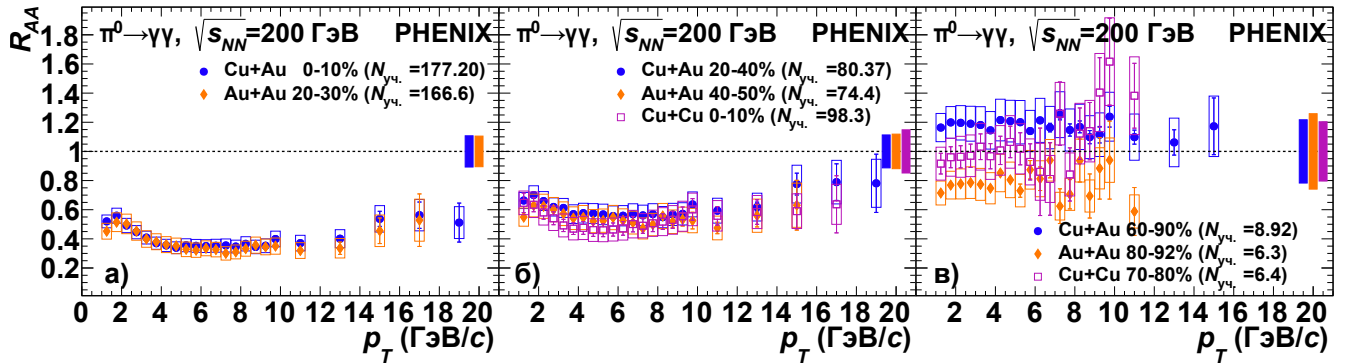 R_AA
1.8
1.6
1.4
1.2
1
0.8
0.6
0.4
0.2
π⁰→γγ, √s_NN=200 ГэВ PHENIX
Cu+Au 0-10% (N_уч. =177.20)
Au+Au 20-30% (N_уч. =166.6)
а)
0 2 4 6 8 10 12 14 16 18 20
p_T (ГэВ/c)
π⁰→γγ, √s_NN=200 ГэВ PHENIX
Cu+Au 20-40% (N_уч. =80.37)
Au+Au 40-50% (N_уч. =74.4)
Cu+Cu 0-10% (N_уч. =98.3)
б)
2 4 6 8 10 12 14 16 18 20
p_T (ГэВ/c)
π⁰→γγ, √s_NN=200 ГэВ PHENIX
Cu+Au 60-90% (N_уч. =8.92)
Au+Au 80-92% (N_уч. =6.3)
Cu+Cu 70-80% (N_уч. =6.4)
в)
2 4 6 8 10 12 14 16 18 20
p_T (ГэВ/c)